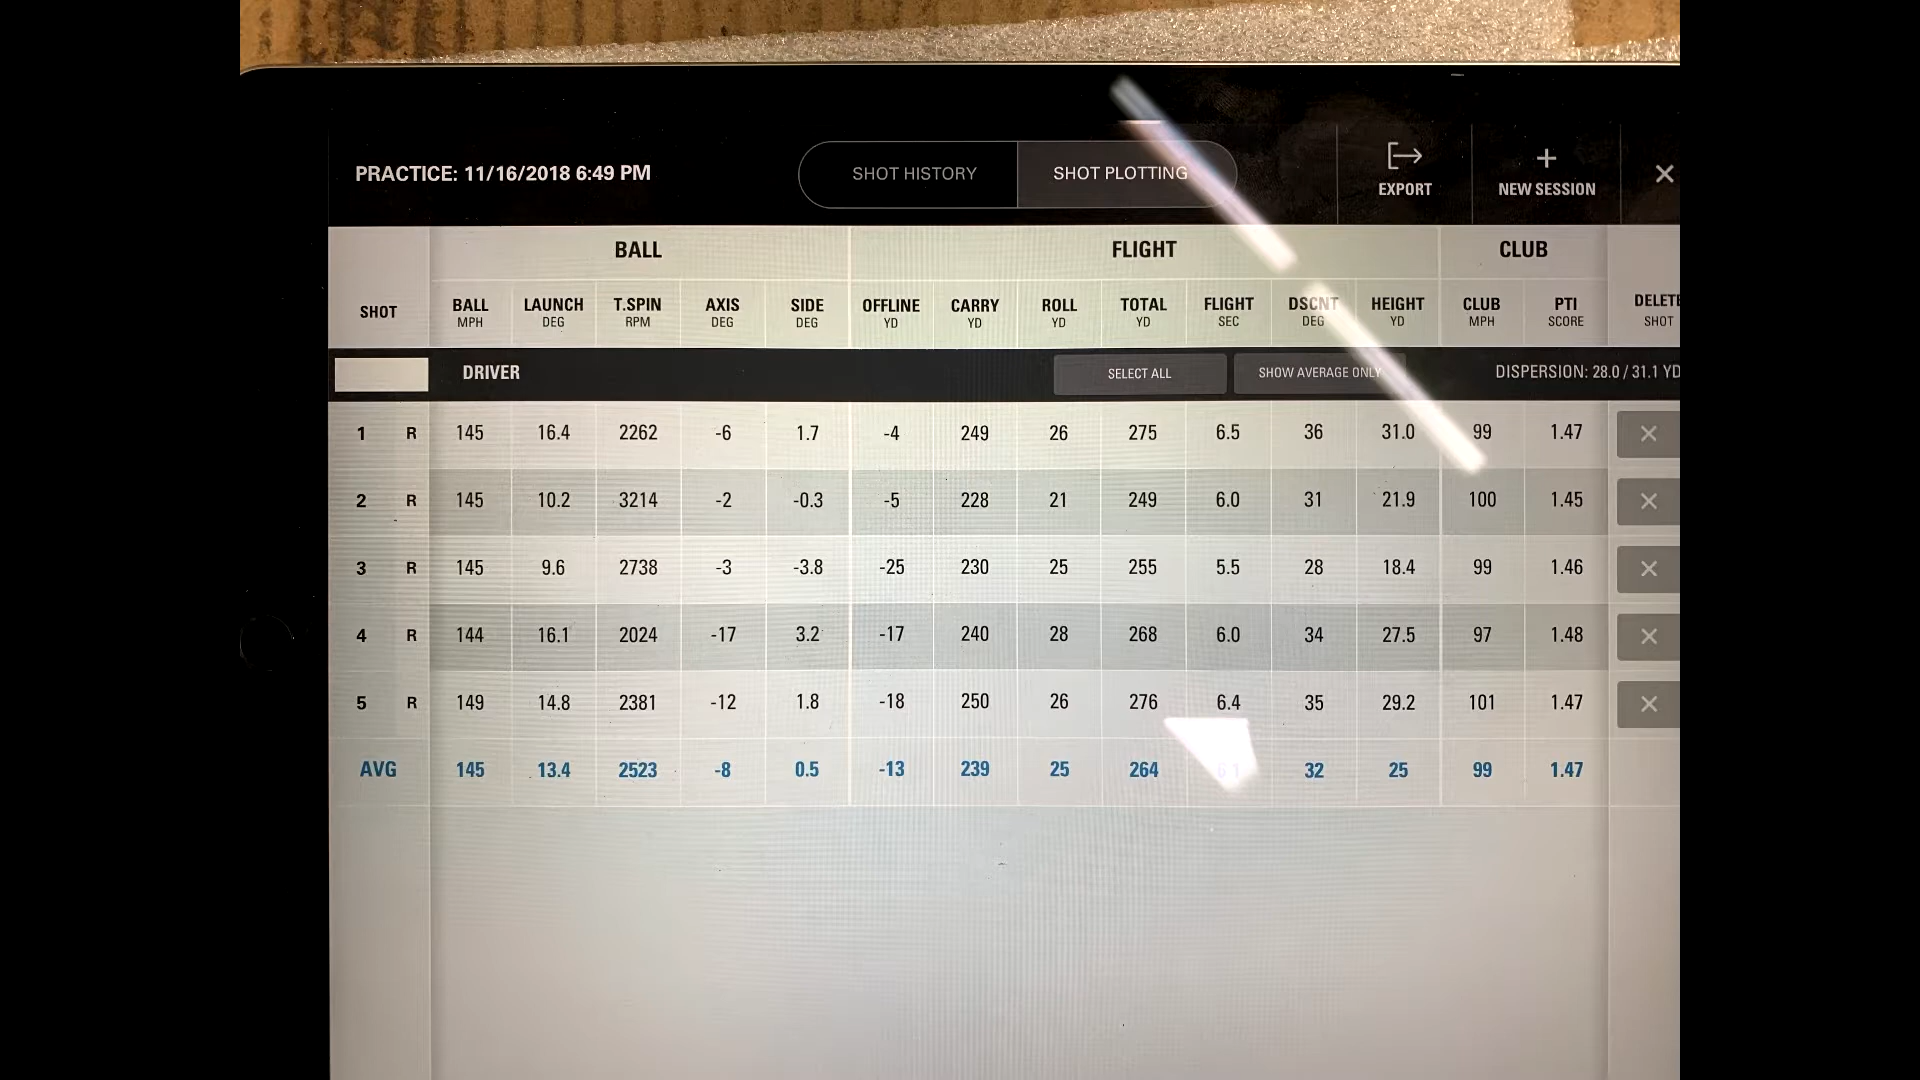 PRACTICE: 11/16/2018 6:49 PM
SHOT HISTORY
SHOT PLOTTING
EXPORT
NEW SESSION
BALL FLIGHT CLUB
SHOT BALL LAUNCH T.SPIN AXIS SIDE OFFLINE CARRY ROLL TOTAL FLIGHT DSCNT HEIGHT CLUB PTI DELETE
MPH DEG RPM DEG DEG YD YD YD YD SEC DEG YD MPH SCORE SHOT
DRIVER SELECT ALL SHOW AVERAGE ONLY DISPERSION: 28.0 / 31.1 YD
1 R 145 16.4 2262 -6 1.7 -4 249 26 275 6.5 36 31.0 99 1.47
2 R 145 10.2 3214 -2 -0.3 -5 228 21 249 6.0 31 21.9 100 1.45
3 R 145 9.6 2738 -3 -3.8 -25 230 25 255 5.5 28 18.4 99 1.46
4 R 144 16.1 2024 -17 3.2 -17 240 28 268 6.0 34 27.5 97 1.48
5 R 149 14.8 2381 -12 1.8 -18 250 26 276 6.4 35 29.2 101 1.47
AVG 145 13.4 2523 -8 0.5 -13 239 25 264 6.1 32 25 99 1.47